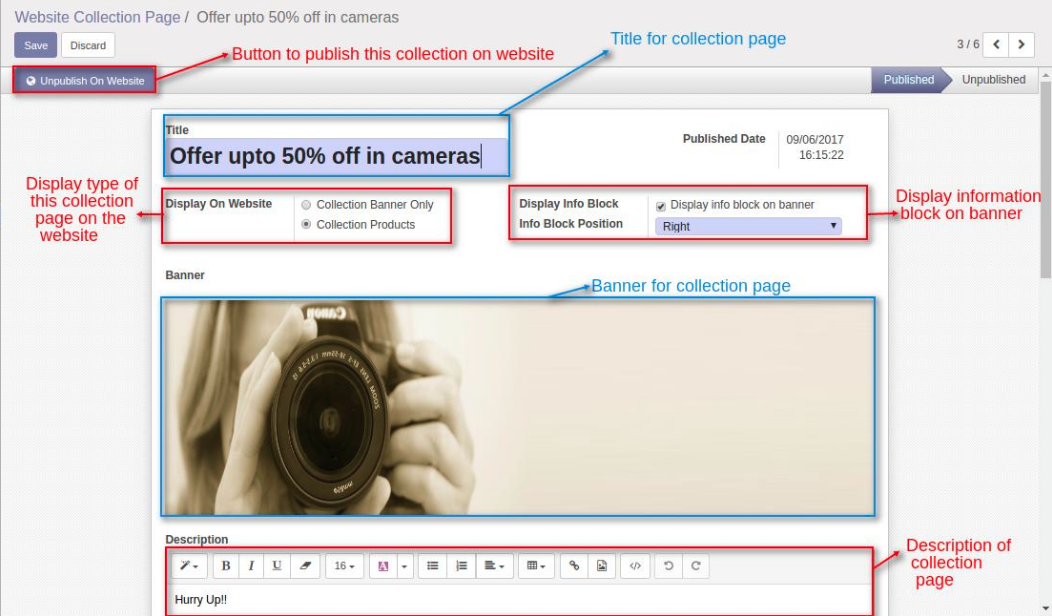 Website Collection Page / Offer upto 50% off in cameras
Save Discard
Button to publish this collection on website
Title for collection page
3 / 6
Unpublish On Website
Published Unpublished
Title
Offer upto 50% off in cameras
Published Date 09/06/2017
16:15:22
Display type of
this collection
page on the
website
Display On Website
Collection Banner Only
Collection Products
Display Info Block Display info block on banner
Info Block Position Right
Display information
block on banner
Banner
Banner for collection page
Canon
Description
B I U 16 A
Hurry Up!!
Description of
collection
page